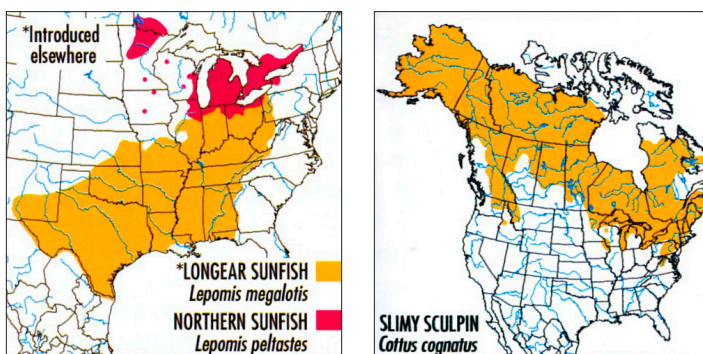 *Introduced
elsewhere
*LONGEAR SUNFISH
Lepomis megalotis
NORTHERN SUNFISH
Lepomis peltastes
SLIMY SCULPIN
Cottus cognatus